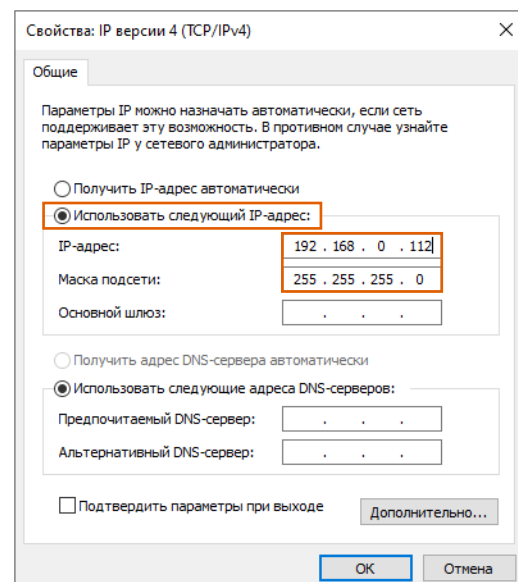 Свойства: IP версии 4 (TCP/IPv4)
Общие
Параметры IP можно назначать автоматически, если сеть
поддерживает эту возможность. В противном случае узнайте
параметры IP у сетевого администратора.
Получить IP-адрес автоматически
Использовать следующий IP-адрес:
IP-адрес: 192 . 168 . 0 . 112
Маска подсети: 255 . 255 . 255 . 0
Основной шлюз: . . .
Получить адрес DNS-сервера автоматически
Использовать следующие адреса DNS-серверов:
Предпочитаемый DNS-сервер: . . .
Альтернативный DNS-сервер: . . .
Подтвердить параметры при выходе
Дополнительно...
ОК Отмена